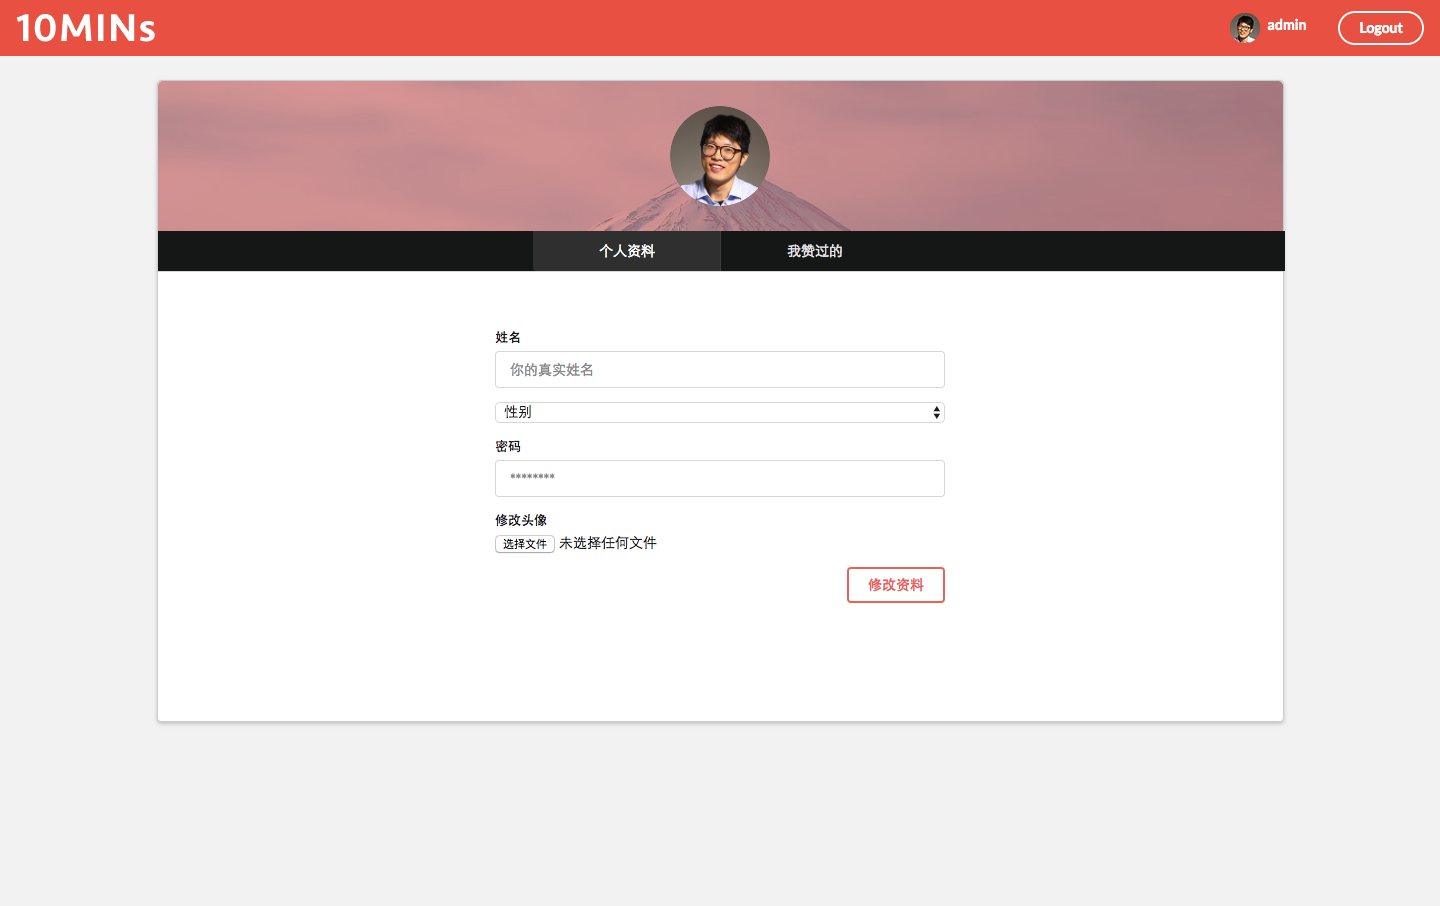 10MINs
admin
Logout
个人资料
我赞过的
姓名
你的真实姓名
性别
密码
********
修改头像
选择文件 未选择任何文件
修改资料